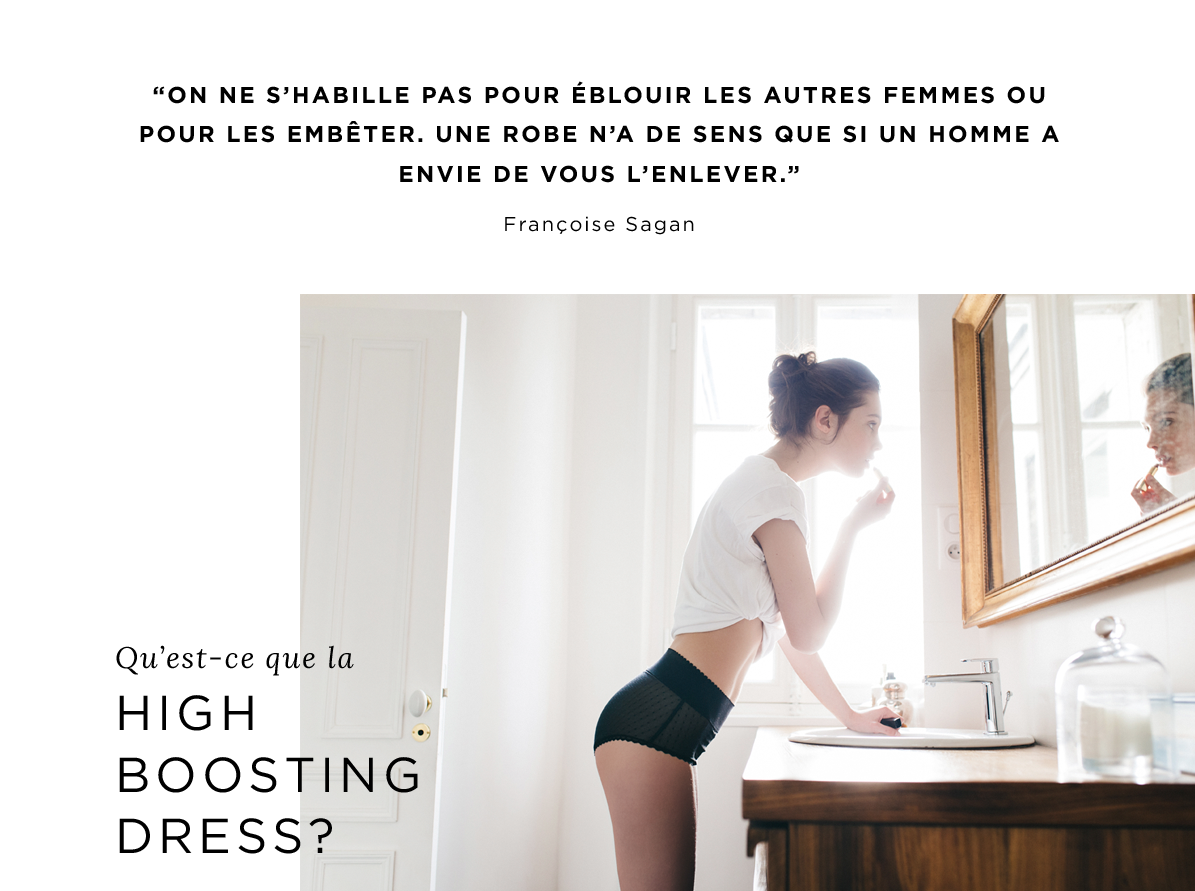 “ON NE S’HABILLE PAS POUR ÉBLOUIR LES AUTRES FEMMES OU
POUR LES EMBÊTER. UNE ROBE N’A DE SENS QUE SI UN HOMME A
ENVIE DE VOUS L’ENLEVER.”
Françoise Sagan
Qu’est-ce que la
HIGH
BOOSTING
DRESS?